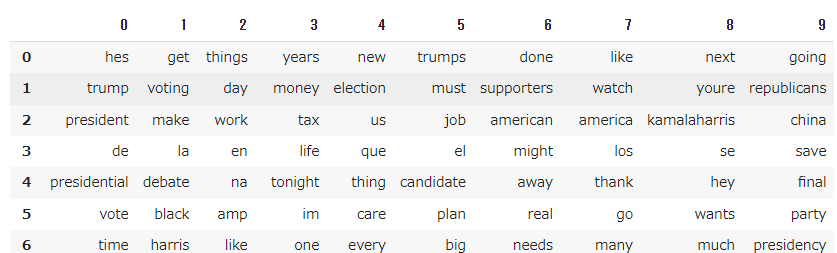 0 1 2 3 4 5 6 7 8 9
0 hes get things years new trumps done like next going
1 trump voting day money election must supporters watch youre republicans
2 president make work tax us job american america kamalaharris china
3 de la en life que el might los se save
4 presidential debate na tonight thing candidate away thank hey final
5 vote black amp im care plan real go wants party
6 time harris like one every big needs many much presidency